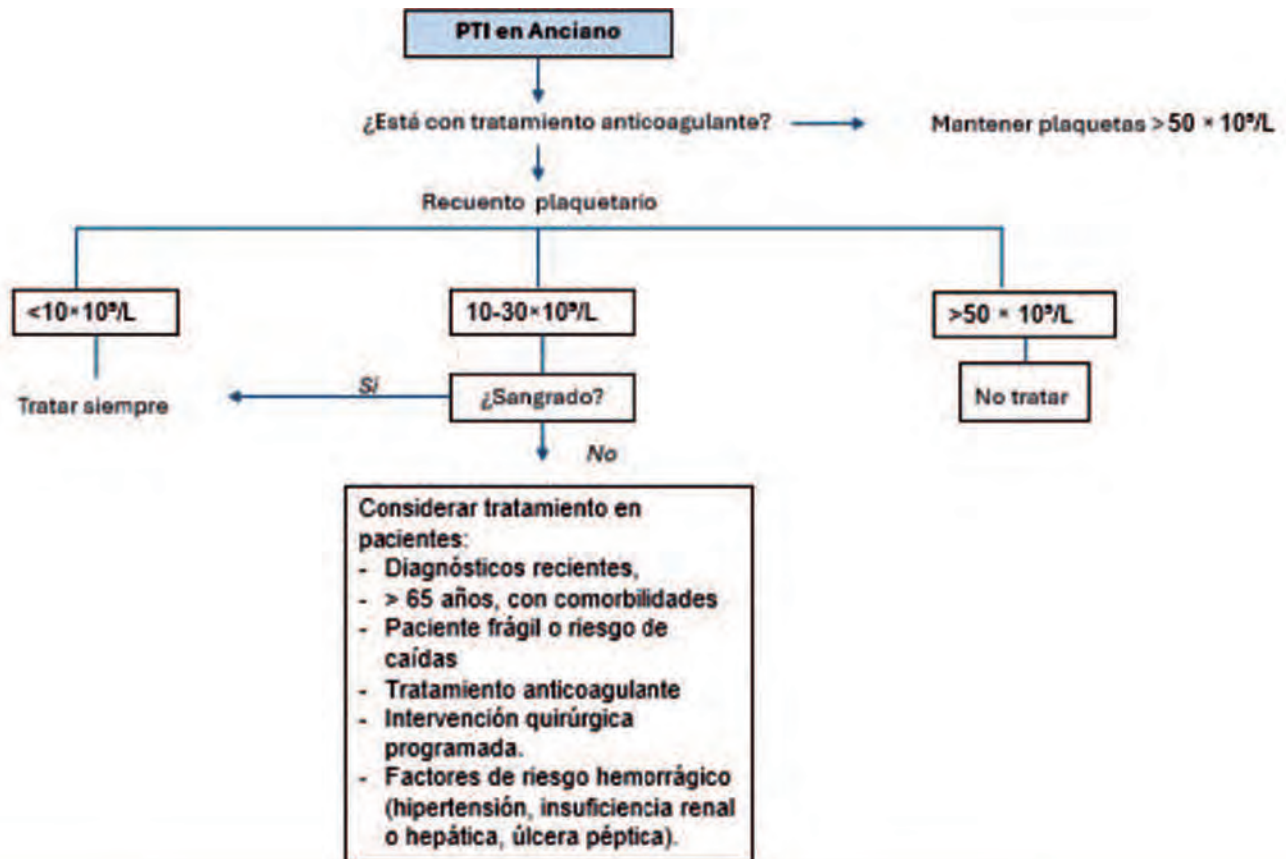 PTI en Anciano
¿Está con tratamiento anticoagulante?
Mantener plaquetas >50 × 10⁹/L
Recuento plaquetario
<10×10⁹/L
10-30×10⁹/L
>50 × 10⁹/L
Tratar siempre
Sí
¿Sangrado?
No tratar
No
Considerar tratamiento en
pacientes:
- Diagnósticos recientes,
- > 65 años, con comorbilidades
- Paciente frágil o riesgo de
caídas
- Tratamiento anticoagulante
- Intervención quirúrgica
programada.
- Factores de riesgo hemorrágico
(hipertensión, insuficiencia renal
o hepática, úlcera péptica).